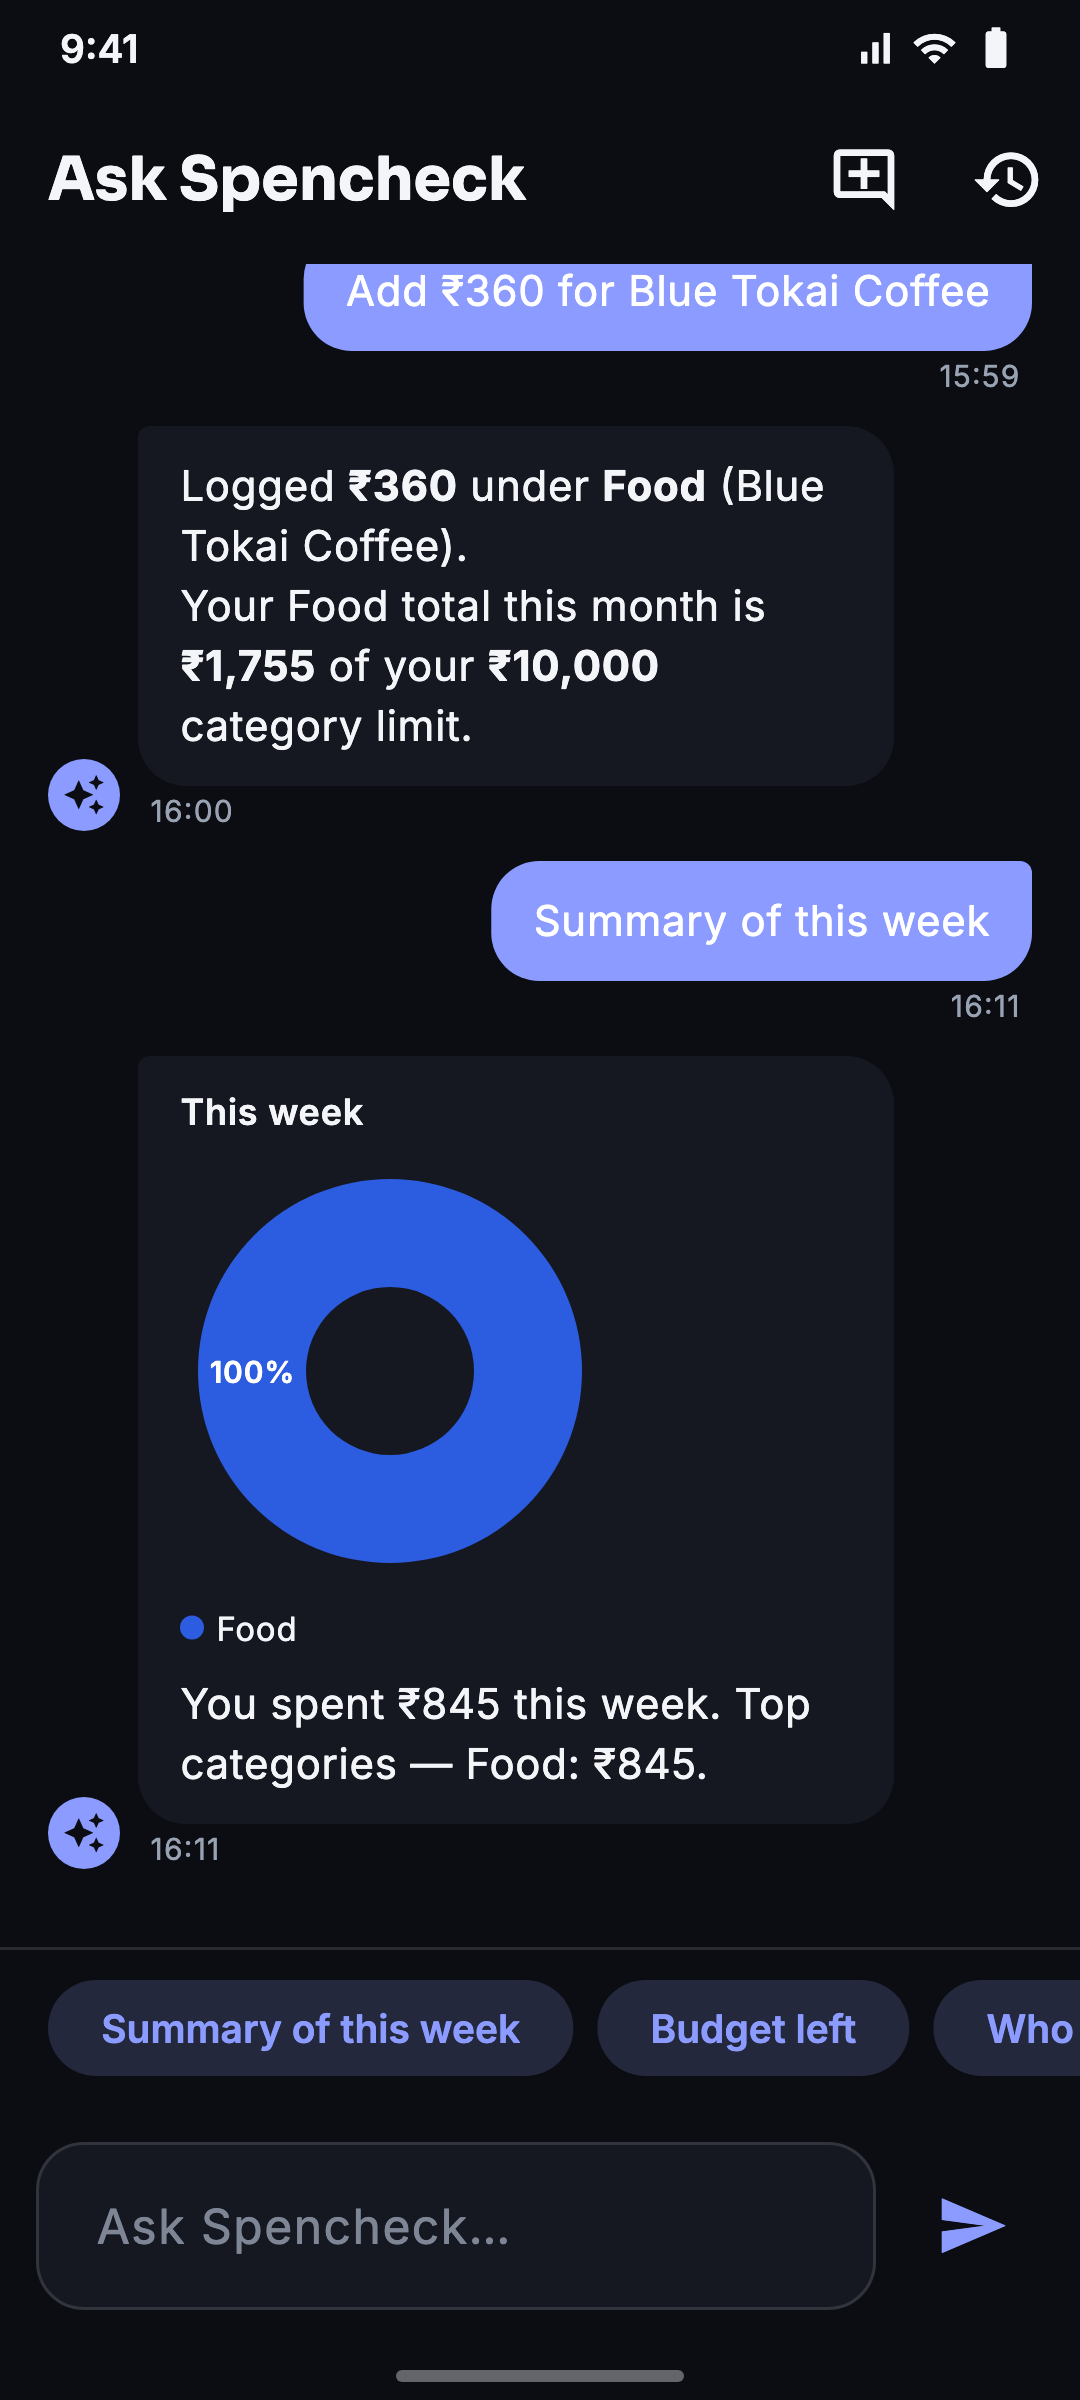 9:41
Ask Spencheck
Add ₹360 for Blue Tokai Coffee
15:59
Logged ₹360 under Food (Blue
Tokai Coffee).
Your Food total this month is
₹1,755 of your ₹10,000
category limit.
16:00
Summary of this week
16:11
This week
100%
Food
You spent ₹845 this week. Top
categories — Food: ₹845.
16:11
Summary of this week
Budget left
Who
Ask Spencheck...